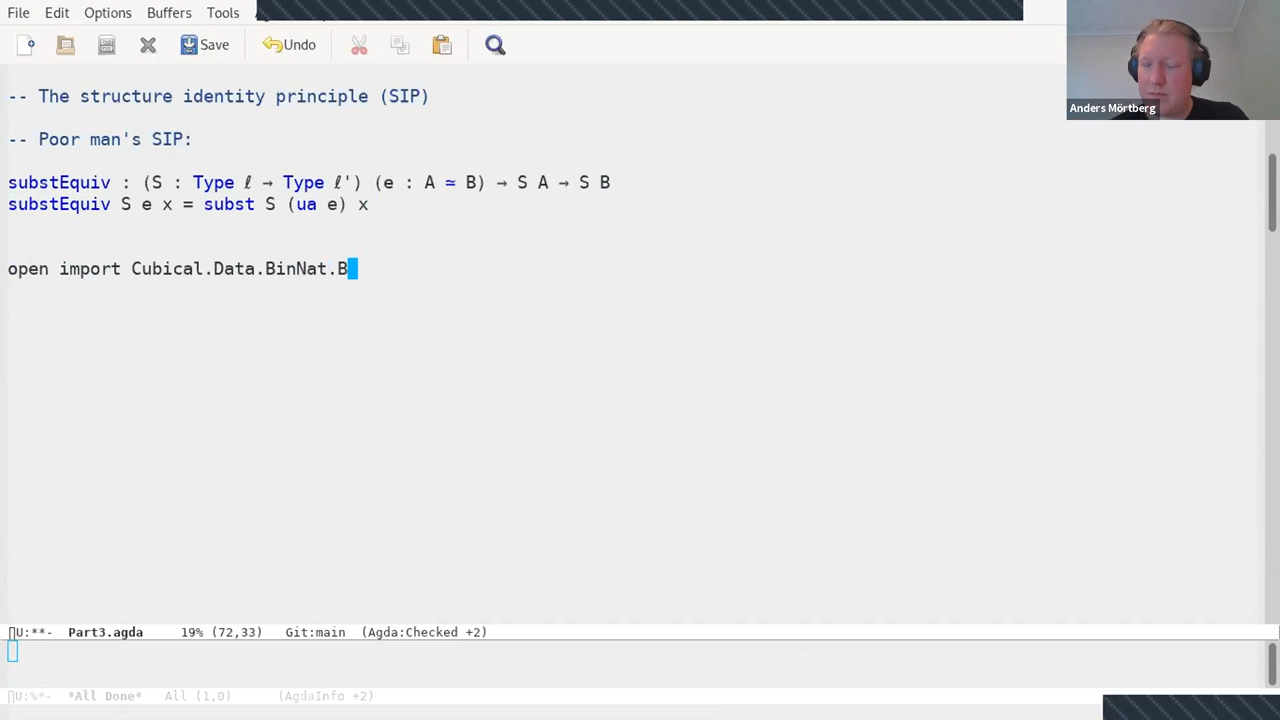 File Edit Options Buffers Tools
Save Undo
Anders Mörtberg
-- The structure identity principle (SIP)
-- Poor man's SIP:
substEquiv : (S : Type ℓ → Type ℓ') (e : A ≃ B) → S A → S B
substEquiv S e x = subst S (ua e) x
open import Cubical.Data.BinNat.B
U:**- Part3.agda 19% (72,33) Git:main (Agda:Checked +2)
U:%*- *All Done* All (1,0) (AgdaInfo +2)